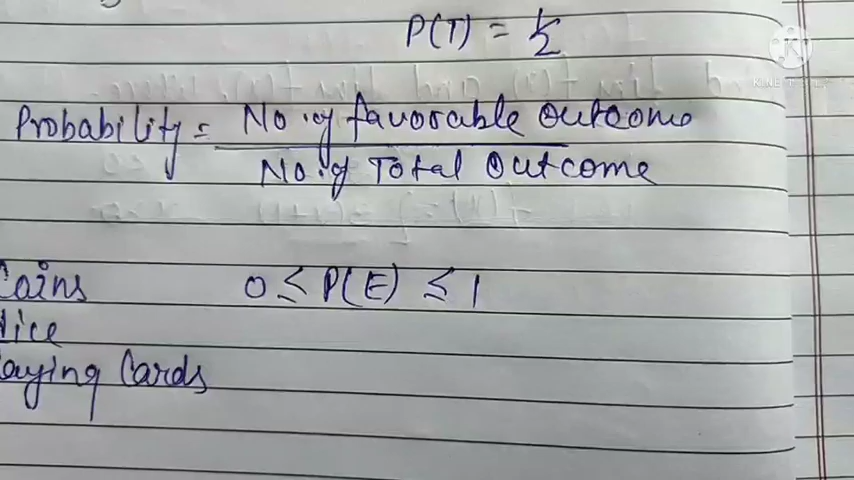 P(T) = 1/2
Probability = No. of favorable outcome
No. of Total Outcome
Coins 0 ≤ P(E) ≤ 1
Dice
Playing Cards